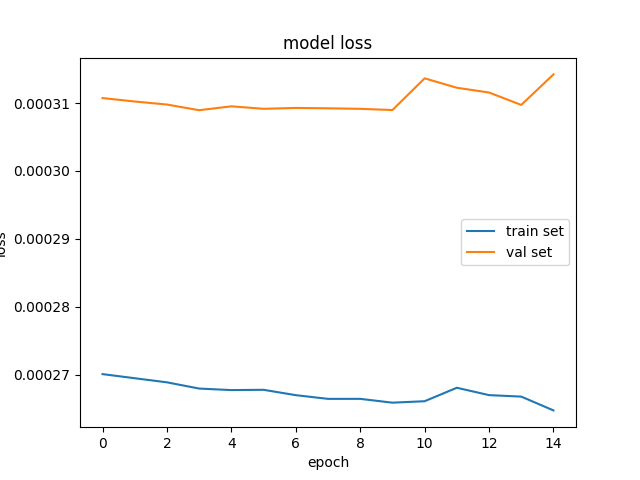 model loss
0.00031
0.00030
0.00029
0.00028
0.00027
loss
train set
val set
0 2 4 6 8 10 12 14
epoch